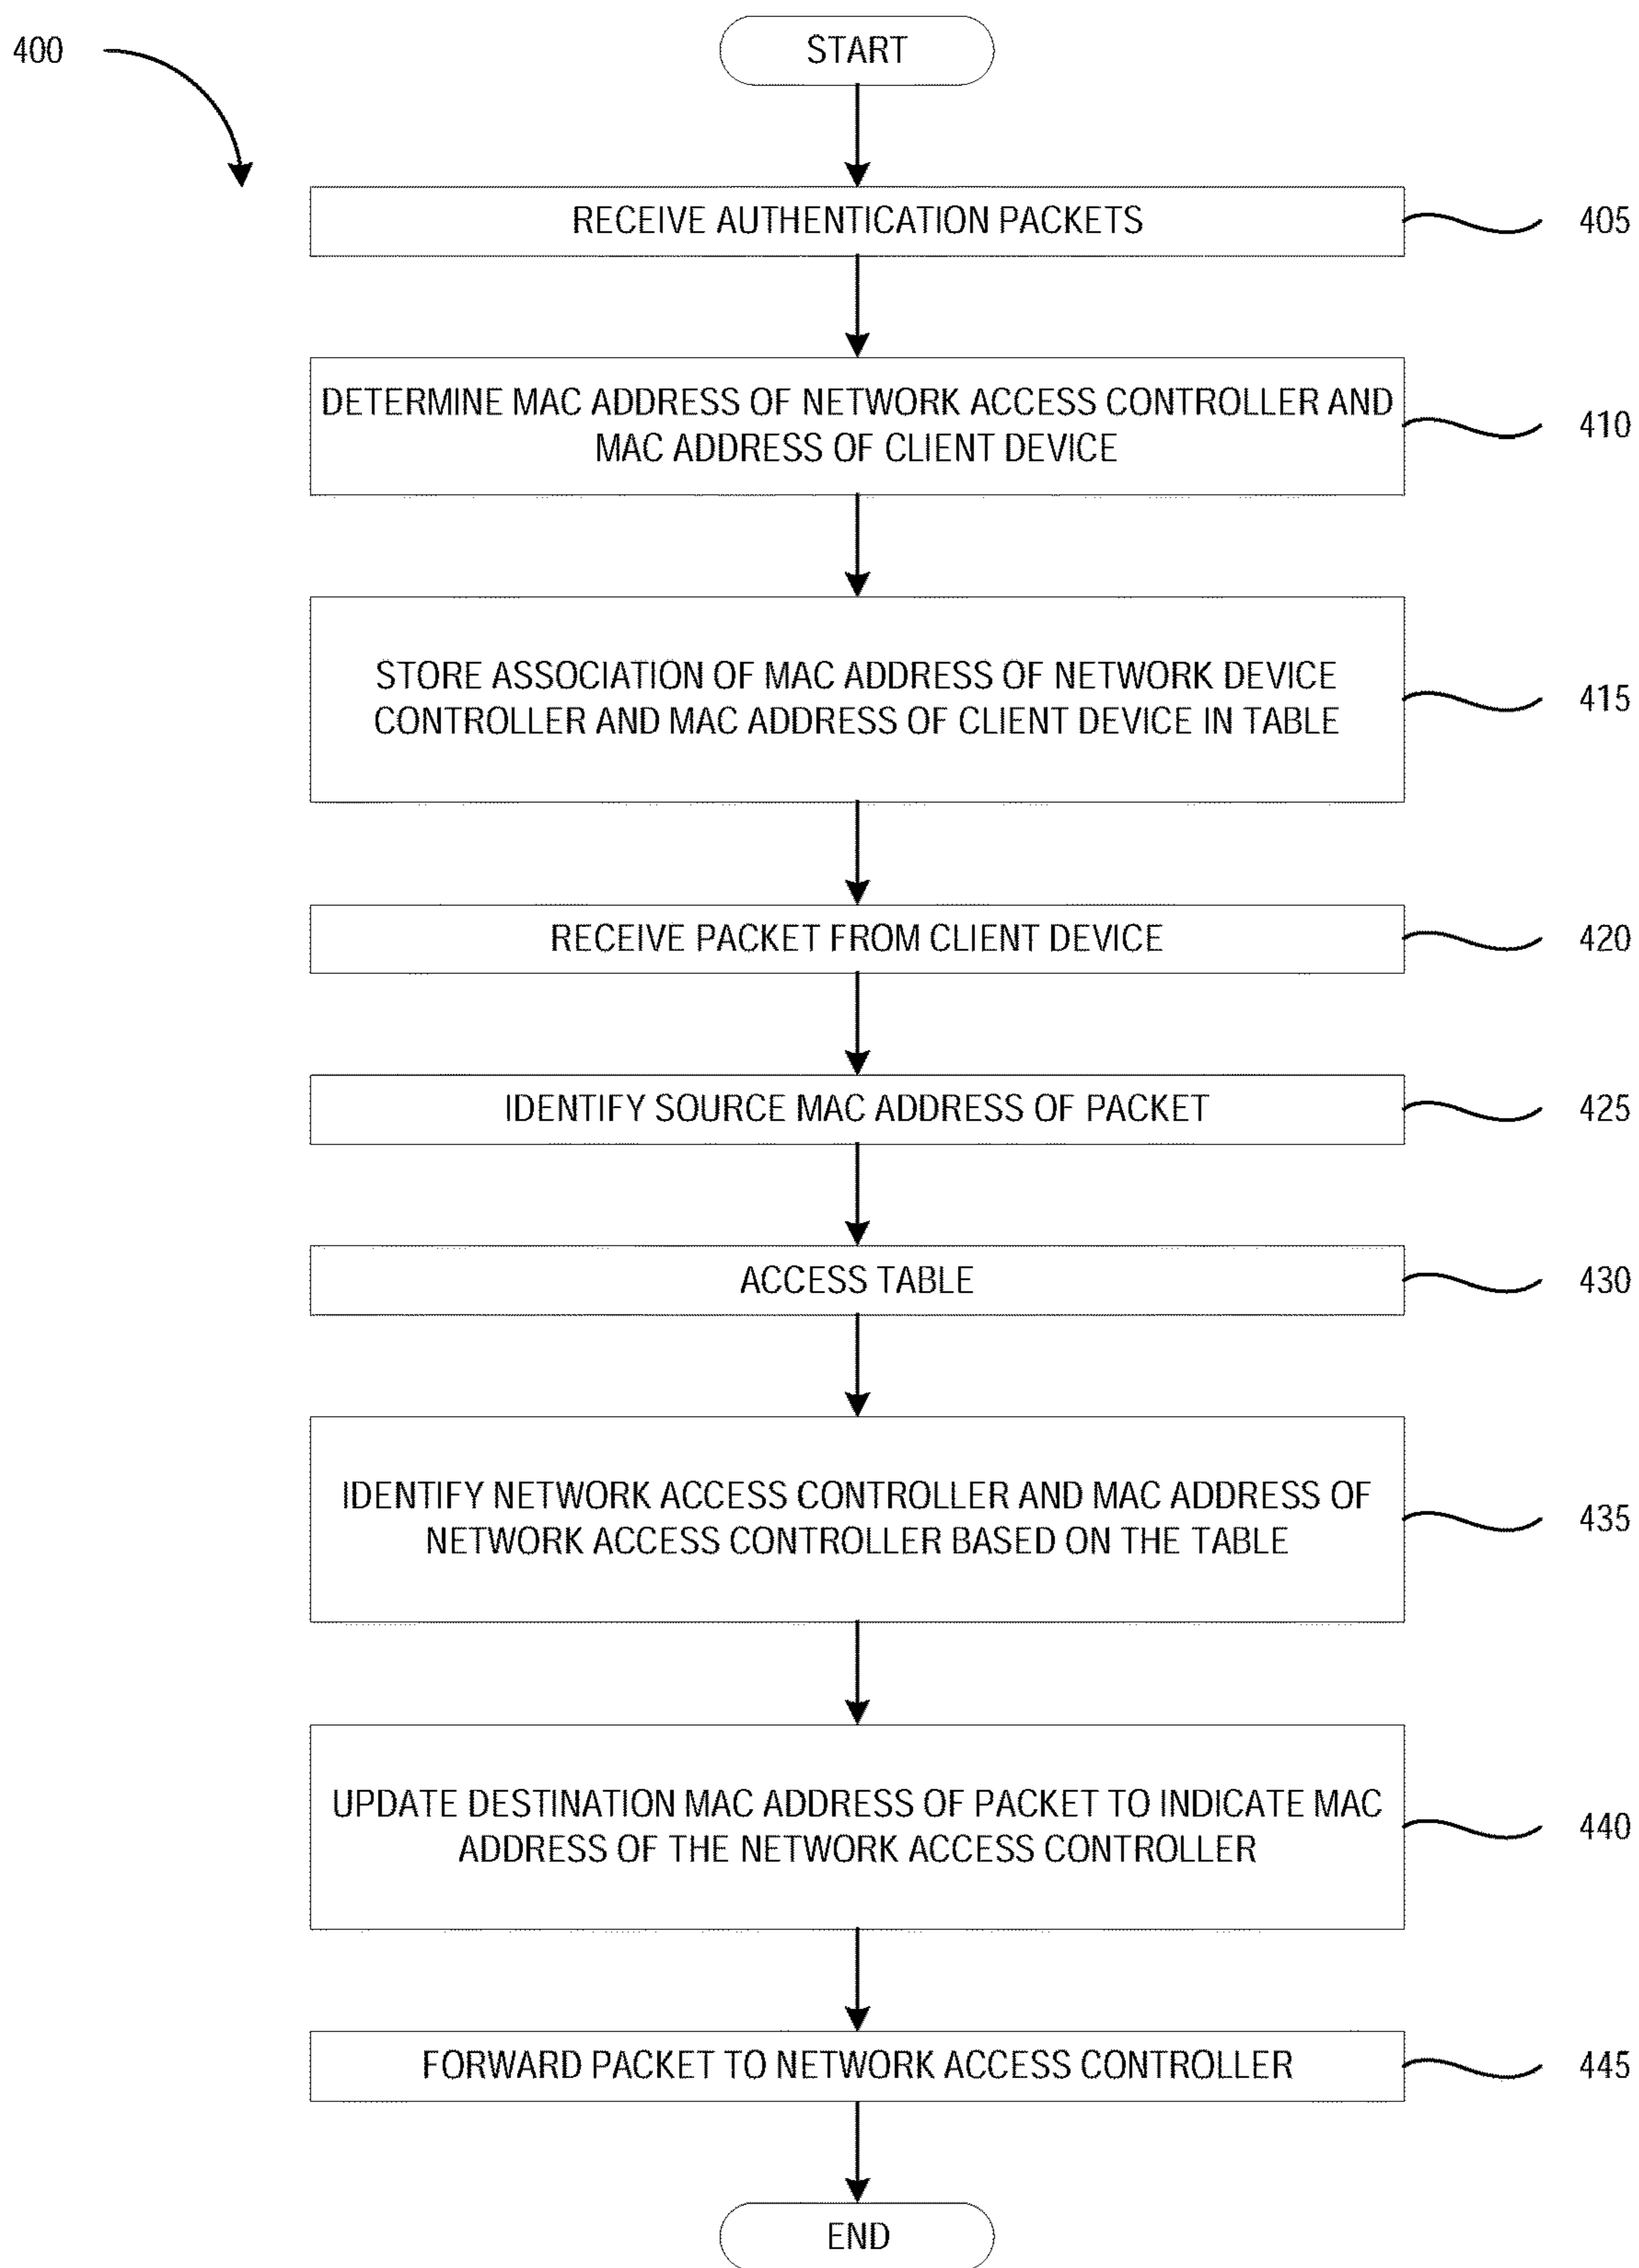 400
START
RECEIVE AUTHENTICATION PACKETS
405
DETERMINE MAC ADDRESS OF NETWORK ACCESS CONTROLLER AND
MAC ADDRESS OF CLIENT DEVICE
410
STORE ASSOCIATION OF MAC ADDRESS OF NETWORK DEVICE
CONTROLLER AND MAC ADDRESS OF CLIENT DEVICE IN TABLE
415
RECEIVE PACKET FROM CLIENT DEVICE
420
IDENTIFY SOURCE MAC ADDRESS OF PACKET
425
ACCESS TABLE
430
IDENTIFY NETWORK ACCESS CONTROLLER AND MAC ADDRESS OF
NETWORK ACCESS CONTROLLER BASED ON THE TABLE
435
UPDATE DESTINATION MAC ADDRESS OF PACKET TO INDICATE MAC
ADDRESS OF THE NETWORK ACCESS CONTROLLER
440
FORWARD PACKET TO NETWORK ACCESS CONTROLLER
445
END